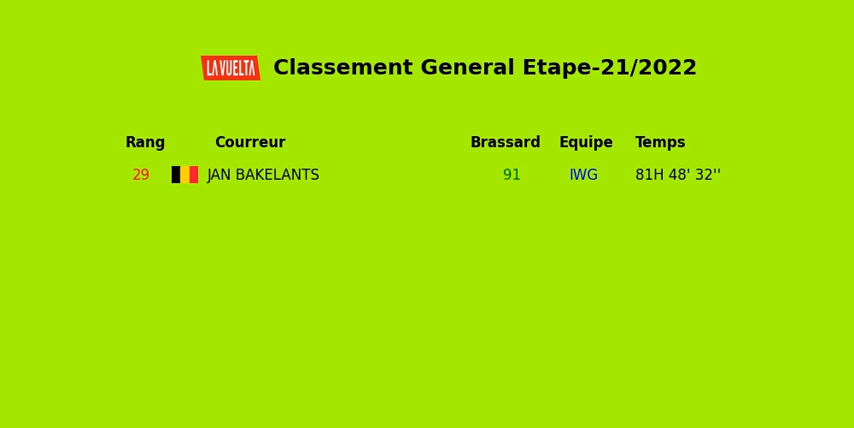 LA VUELTA Classement General Etape-21/2022
Rang Courreur Brassard Equipe Temps
29 JAN BAKELANTS 91 IWG 81H 48' 32''